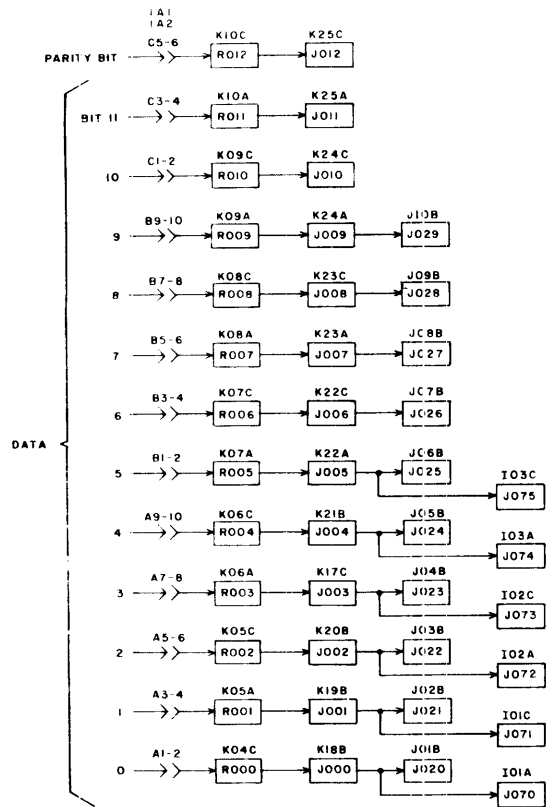 1A1
1A2
C5-6 K10C K25C
PARITY BIT R012 J012
C3-4 K10A K25A
BIT 11 R011 J011
C1-2 K09C K24C
10 R010 J010
B9-10 K09A K24A J10B
9 R009 J009 J029
B7-8 K08C K23C J09B
8 R008 J008 J028
B5-6 K08A K23A J08B
7 R007 J007 J027
B3-4 K07C K22C J07B
6 R006 J006 J026
DATA
B1-2 K07A K22A J06B
5 R005 J005 J025
I03C
J075
A9-10 K06C K21B J05B
4 R004 J004 J024
I03A
J074
A7-8 K06A K17C J04B
3 R003 J003 J023
I02C
J073
A5-6 K05C K20B J03B
2 R002 J002 J022
I02A
J072
A3-4 K05A K19B J02B
1 R001 J001 J021
I01C
J071
A1-2 K04C K18B J01B
0 R000 J000 J020
I01A
J070